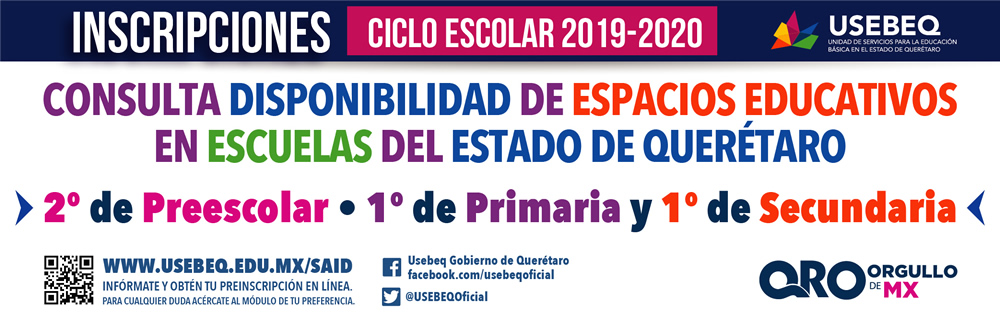 INSCRIPCIONES CICLO ESCOLAR 2019-2020
USEBEQ
UNIDAD DE SERVICIOS PARA LA EDUCACIÓN
BÁSICA EN EL ESTADO DE QUERÉTARO
CONSULTA DISPONIBILIDAD DE ESPACIOS EDUCATIVOS
EN ESCUELAS DEL ESTADO DE QUERÉTARO
2º de Preescolar • 1º de Primaria y 1º de Secundaria
WWW.USEBEQ.EDU.MX/SAID
INFÓRMATE Y OBTÉN TU PREINSCRIPCIÓN EN LÍNEA.
PARA CUALQUIER DUDA ACÉRCATE AL MÓDULO DE TU PREFERENCIA.
Usebeq Gobierno de Querétaro
facebook.com/usebeqoficial
@USEBEQOficial
QRO ORGULLO
DE MX